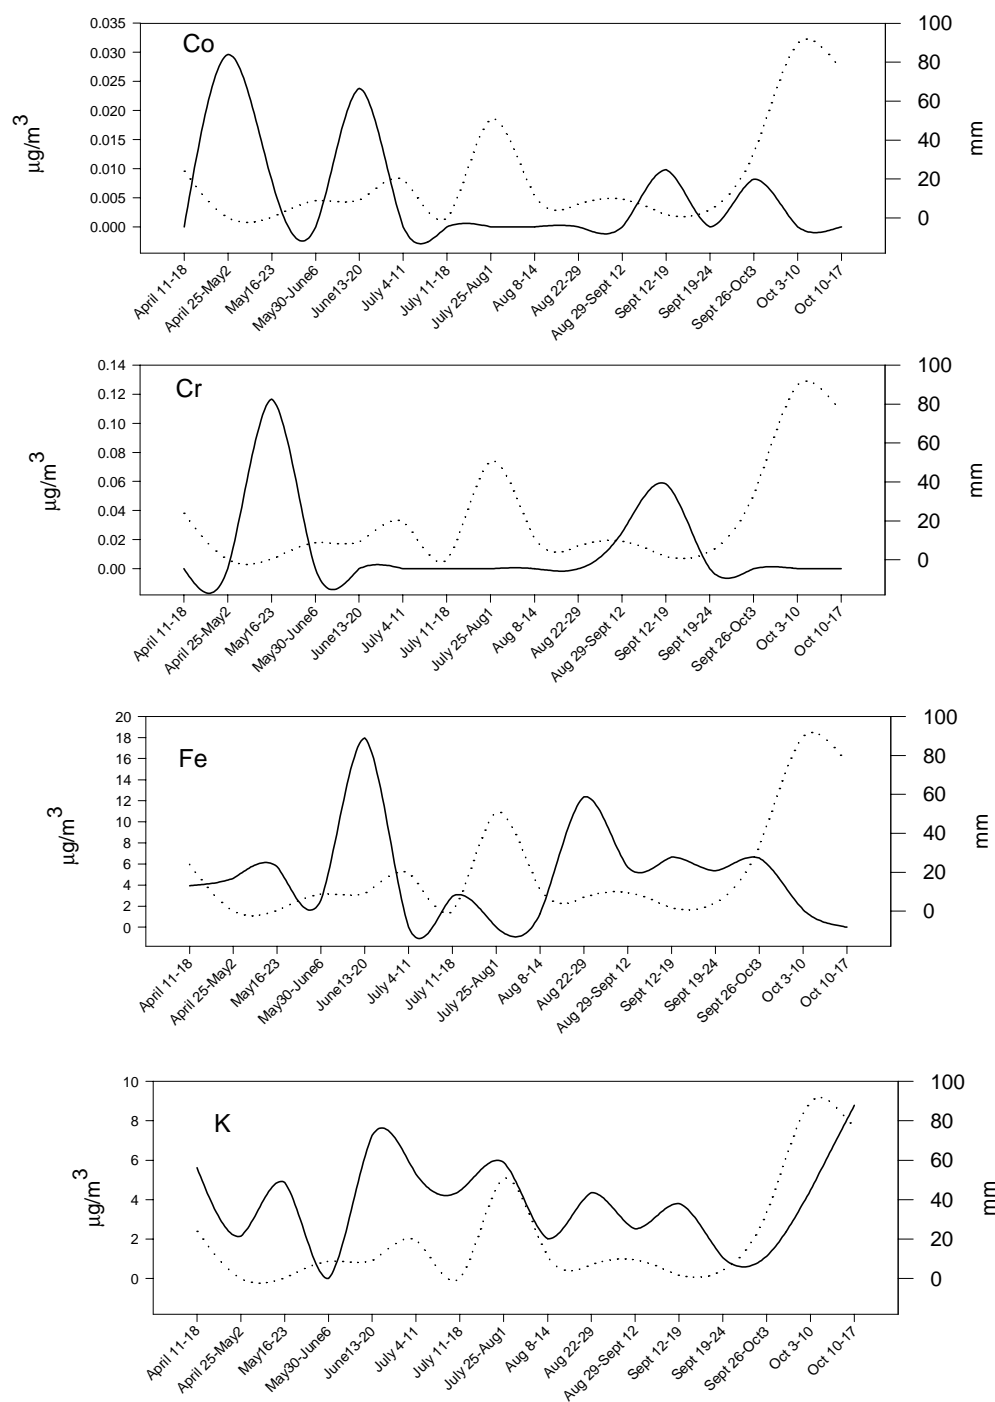 Co
µg/m3
0.035
0.030
0.025
0.020
0.015
0.010
0.005
0.000
100
80
60
40
20
0
mm
April 11-18
April 25-May2
May16-23
May30-June6
June13-20
July 4-11
July 11-18
July 25-Aug1
Aug 8-14
Aug 22-29
Aug 29-Sept 12
Sept 12-19
Sept 19-24
Sept 26-Oct3
Oct 3-10
Oct 10-17
Cr
µg/m3
0.14
0.12
0.10
0.08
0.06
0.04
0.02
0.00
100
80
60
40
20
0
mm
April 11-18
April 25-May2
May16-23
May30-June6
June13-20
July 4-11
July 11-18
July 25-Aug1
Aug 8-14
Aug 22-29
Aug 29-Sept 12
Sept 12-19
Sept 19-24
Sept 26-Oct3
Oct 3-10
Oct 10-17
Fe
µg/m3
20
18
16
14
12
10
8
6
4
2
0
100
80
60
40
20
0
mm
April 11-18
April 25-May2
May16-23
May30-June6
June13-20
July 4-11
July 11-18
July 25-Aug1
Aug 8-14
Aug 22-29
Aug 29-Sept 12
Sept 12-19
Sept 19-24
Sept 26-Oct3
Oct 3-10
Oct 10-17
K
µg/m3
10
8
6
4
2
0
100
80
60
40
20
0
mm
April 11-18
April 25-May2
May16-23
May30-June6
June13-20
July 4-11
July 11-18
July 25-Aug1
Aug 8-14
Aug 22-29
Aug 29-Sept 12
Sept 12-19
Sept 19-24
Sept 26-Oct3
Oct 3-10
Oct 10-17